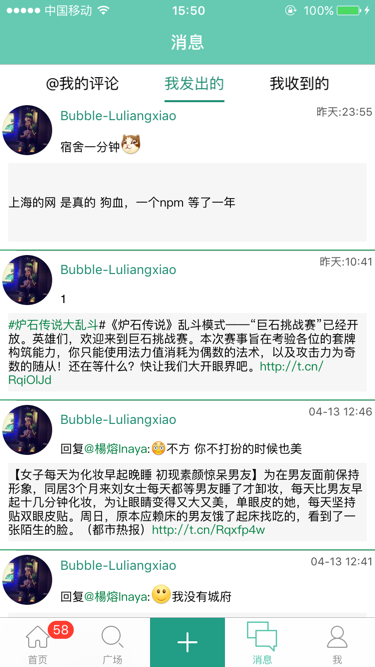 中国移动 15:50 100%
消息
@我的评论 我发出的 我收到的
Bubble-Luliangxiao 昨天:23:55
宿舍一分钟
上海的网 是真的 狗血，一个npm 等了一年
Bubble-Luliangxiao 昨天:10:41
1
#炉石传说大乱斗#《炉石传说》乱斗模式——“巨石挑战赛”已经开
放。英雄们，欢迎来到巨石挑战赛。本次赛事旨在考验各位的套牌
构筑能力，你只能使用法力值消耗为偶数的法术，以及攻击力为奇
数的随从！还在等什么？快让我们大开眼界吧。http://t.cn/
RqiOlJd
Bubble-Luliangxiao 04-13 12:46
回复@楊熔Inaya:不方 你不打扮的时候也美
【女子每天为化妆早起晚睡 初现素颜惊呆男友】为在男友面前保持
形象，同居3个月来刘女士每天都等男友睡了才卸妆，每天比男友早
起十几分钟化妆，为让眼睛变得又大又美，单眼皮的她，每天坚持
贴双眼皮贴。周日，原本应赖床的男友饿了起床找吃的，看到了一
张陌生的脸。（都市热报）http://t.cn/Rqxfp4w
Bubble-Luliangxiao 04-13 12:41
回复@楊熔Inaya:我没有城府
58
首页 广场 消息 我